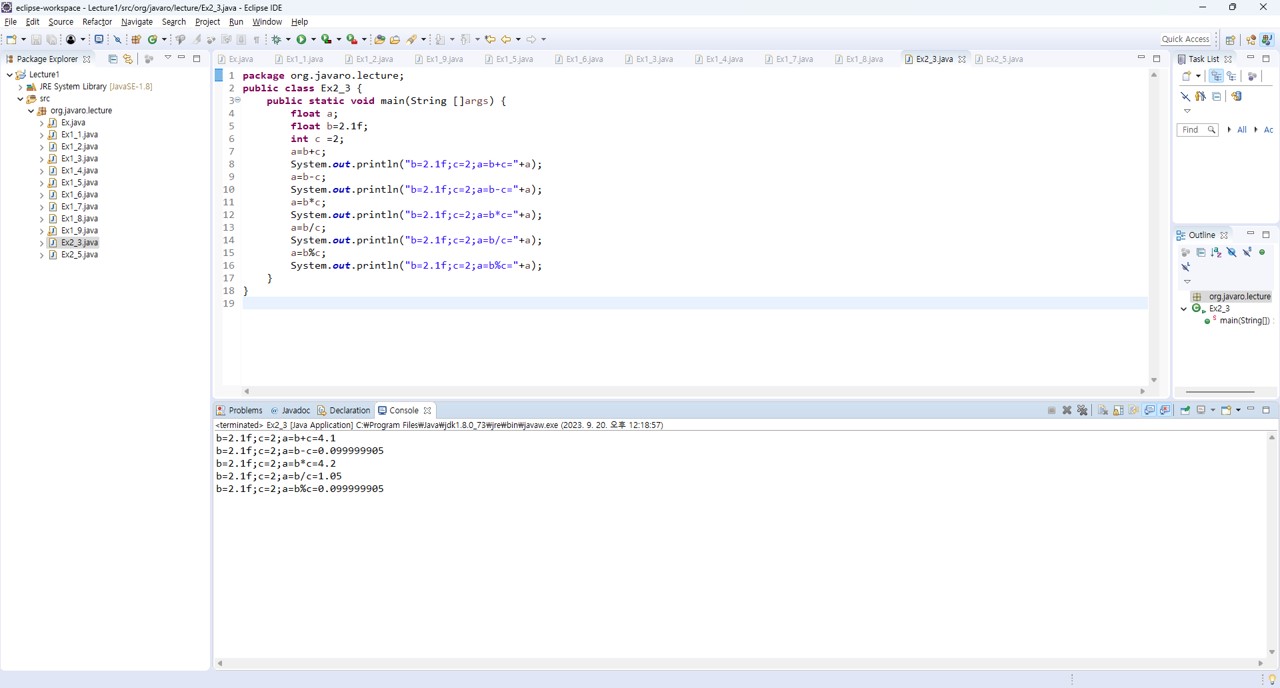 eclipse-workspace - Lecture1/src/org/javaro/lecture/Ex2_3.java - Eclipse IDE
File Edit Source Refactor Navigate Search Project Run Window Help
Quick Access
Package Explorer
Lecture1
JRE System Library [JavaSE-1.8]
src
org.javaro.lecture
Ex.java
Ex1_1.java
Ex1_2.java
Ex1_3.java
Ex1_4.java
Ex1_5.java
Ex1_6.java
Ex1_7.java
Ex1_8.java
Ex1_9.java
Ex2_3.java
Ex2_5.java
Ex.java Ex1_1.java Ex1_2.java Ex1_9.java Ex1_5.java Ex1_6.java Ex1_3.java Ex1_4.java Ex1_7.java Ex1_8.java Ex2_3.java Ex2_5.java
1 package org.javaro.lecture;
2 public class Ex2_3 {
3 public static void main(String []args) {
4 float a;
5 float b=2.1f;
6 int c =2;
7 a=b+c;
8 System.out.println("b=2.1f;c=2;a=b+c="+a);
9 a=b-c;
10 System.out.println("b=2.1f;c=2;a=b-c="+a);
11 a=b*c;
12 System.out.println("b=2.1f;c=2;a=b*c="+a);
13 a=b/c;
14 System.out.println("b=2.1f;c=2;a=b/c="+a);
15 a=b%c;
16 System.out.println("b=2.1f;c=2;a=b%c="+a);
17 }
18 }
19
Task List
Find All Ac
Outline
org.javaro.lecture
Ex2_3
main(String[])
Problems Javadoc Declaration Console
<terminated> Ex2_3 [Java Application] C:₩Program Files₩Java₩jdk1.8.0_73₩jre₩bin₩javaw.exe (2023. 9. 20. 오후 12:18:57)
b=2.1f;c=2;a=b+c=4.1
b=2.1f;c=2;a=b-c=0.099999905
b=2.1f;c=2;a=b*c=4.2
b=2.1f;c=2;a=b/c=1.05
b=2.1f;c=2;a=b%c=0.099999905